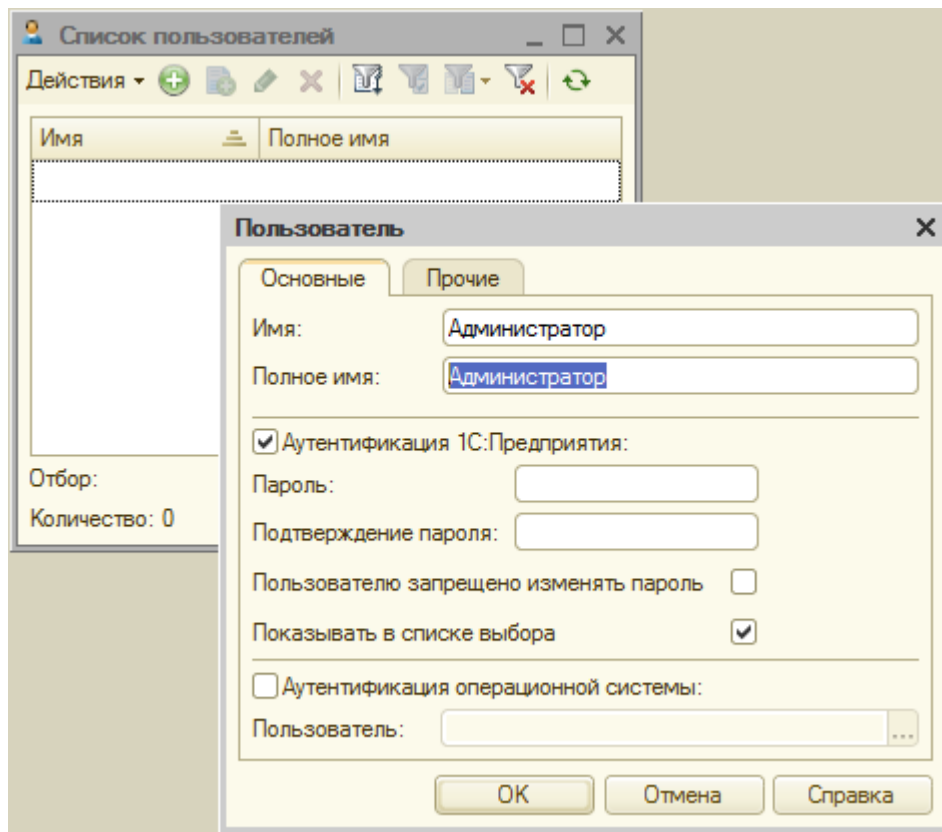 Список пользователей
Действия
Имя Полное имя
Пользователь
Основные Прочие
Имя: Администратор
Полное имя: Администратор
Аутентификация 1С:Предприятия:
Отбор:
Пароль:
Количество: 0
Подтверждение пароля:
Пользователю запрещено изменять пароль
Показывать в списке выбора
Аутентификация операционной системы:
Пользователь: ...
OK Отмена Справка